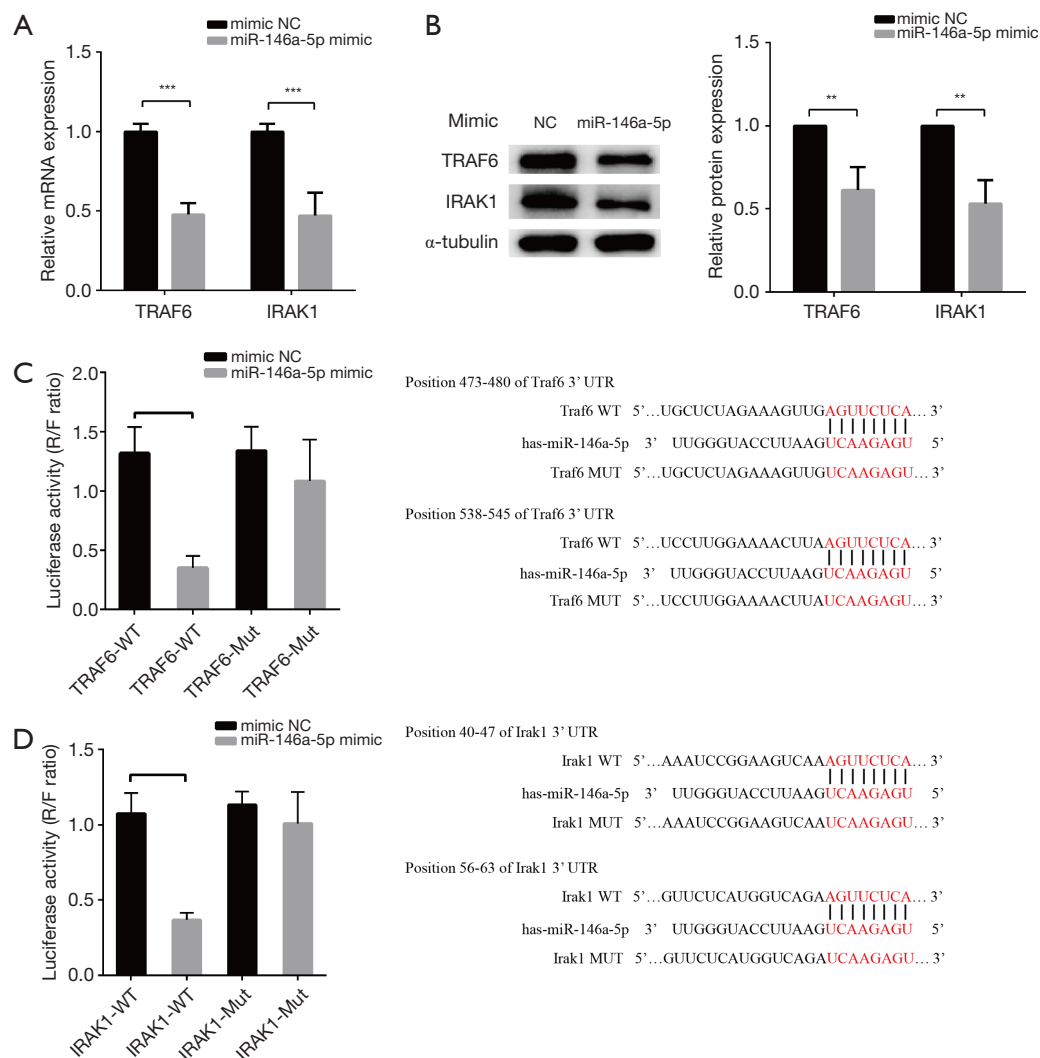 A
mimic NC
miR-146a-5p mimic
Relative mRNA expression
1.5
1.0
0.5
0.0
***
***
TRAF6
IRAK1
B
Mimic NC miR-146a-5p
TRAF6
IRAK1
α-tubulin
mimic NC
miR-146a-5p mimic
Relative protein expression
1.5
1.0
0.5
0.0
**
**
TRAF6
IRAK1
C
mimic NC
miR-146a-5p mimic
Luciferase activity (R/F ratio)
2.0
1.5
1.0
0.5
0.0
TRAF6-WT
TRAF6-WT
TRAF6-Mut
TRAF6-Mut
Position 473-480 of Traf6 3’ UTR
Traf6 WT 5’…UGCUCUAGAAAGUUGAGUUCUCA… 3’
has-miR-146a-5p 3’ UUGGGUACCUUAAGUCAAGAGU 5’
Traf6 MUT 5’…UGCUCUAGAAAGUUGUCAAGAGU… 3’
Position 538-545 of Traf6 3’ UTR
Traf6 WT 5’…UCCUUGGAAAACUUAAGUUCUCA… 3’
has-miR-146a-5p 3’ UUGGGUACCUUAAGUCAAGAGU 5’
Traf6 MUT 5’…UCCUUGGAAAACUUAUCAAGAGU… 3’
D
mimic NC
miR-146a-5p mimic
Luciferase activity (R/F ratio)
1.5
1.0
0.5
0.0
IRAK1-WT
IRAK1-WT
IRAK1-Mut
IRAK1-Mut
Position 40-47 of Irak1 3’ UTR
Irak1 WT 5’…AAAUCCGGAAGUCAAAGUUCUCA… 3’
has-miR-146a-5p 3’ UUGGGUACCUUAAGUCAAGAGU 5’
Irak1 MUT 5’…AAAUCCGGAAGUCAAUCAAGAGU… 3’
Position 56-63 of Irak1 3’ UTR
Irak1 WT 5’…GUUCUCAUGGUCAGAAGUUCUCA… 3’
has-miR-146a-5p 3’ UUGGGUACCUUAAGUCAAGAGU 5’
Irak1 MUT 5’…GUUCUCAUGGUCAGAUCAAGAGU… 3’